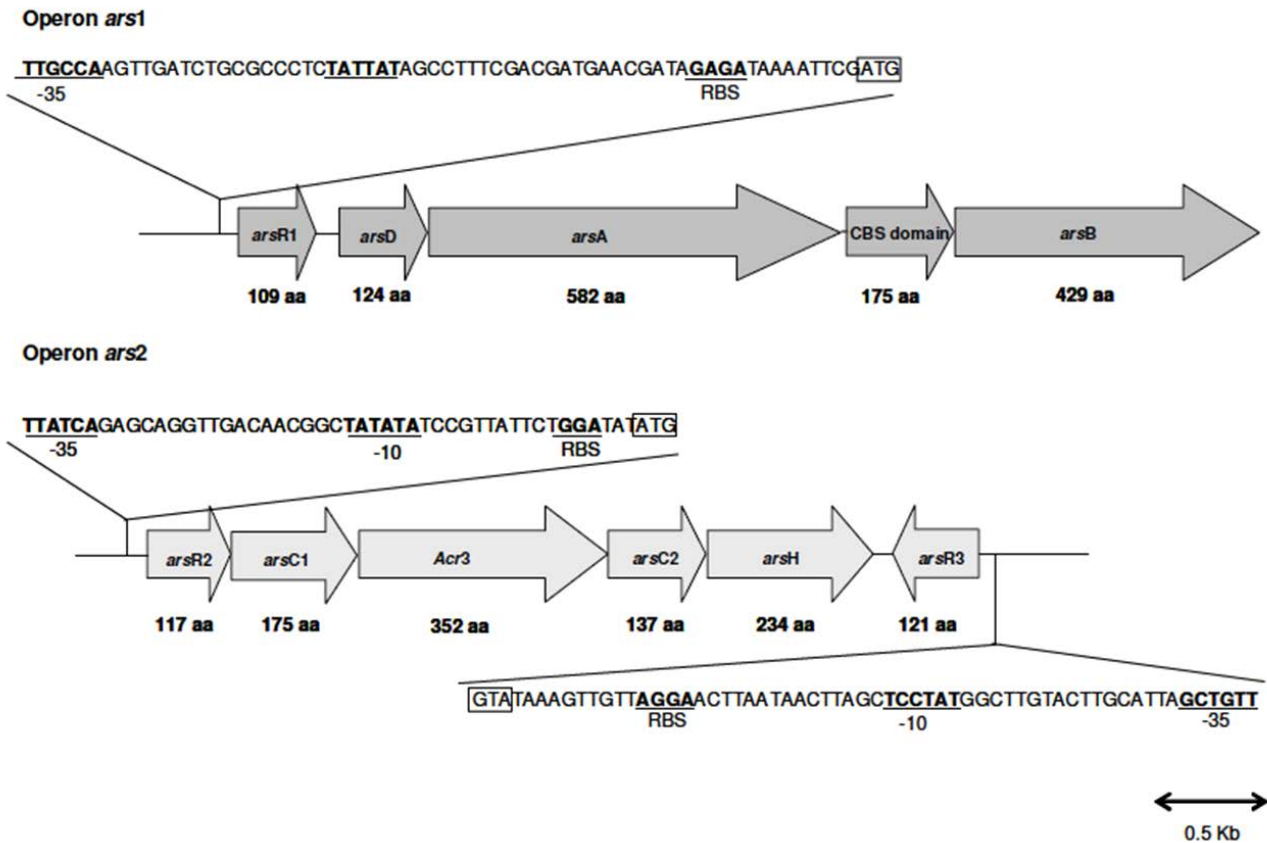 Operon ars1
TTGCCAAGTTGATCTGCGCCCTCTATTATAGCCTTTCGACGATGAACGATAGAGATAAAATTCGATG
-35 RBS
arsR1 arsD arsA CBS domain arsB
109 aa 124 aa 582 aa 175 aa 429 aa
Operon ars2
TTATCAGAGCAGGTTGACAACGGCTATATATCCGTTATTCTGGATATATG
-35 -10 RBS
arsR2 arsC1 Acr3 arsC2 arsH arsR3
117 aa 175 aa 352 aa 137 aa 234 aa 121 aa
GTATAAAGTTGTTAGGAACTTAATAACTTAGCTCCTATGGCTTGTACTTGCATTAGCTGTT
RBS -10 -35
0.5 Kb